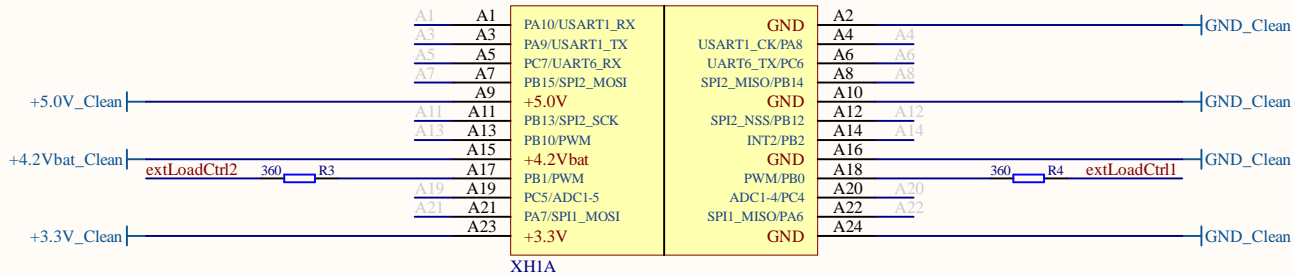 A1 A1 PA10/USART1_RX GND A2 GND_Clean
A3 A3 PA9/USART1_TX USART1_CK/PA8 A4 A4
A5 A5 PC7/UART6_RX UART6_TX/PC6 A6 A6
A7 A7 PB15/SPI2_MOSI SPI2_MISO/PB14 A8 A8
+5.0V_Clean A9 +5.0V GND A10 GND_Clean
A11 A11 PB13/SPI2_SCK SPI2_NSS/PB12 A12 A12
A13 A13 PB10/PWM INT2/PB2 A14 A14
+4.2Vbat_Clean A15 +4.2Vbat GND A16 GND_Clean
extLoadCtrl2 360 R3 A17 PB1/PWM PWM/PB0 A18 360 R4 extLoadCtrl1
A19 A19 PC5/ADC1-5 ADC1-4/PC4 A20 A20
A21 A21 PA7/SPI1_MOSI SPI1_MISO/PA6 A22 A22
+3.3V_Clean A23 +3.3V GND A24 GND_Clean
XH1A